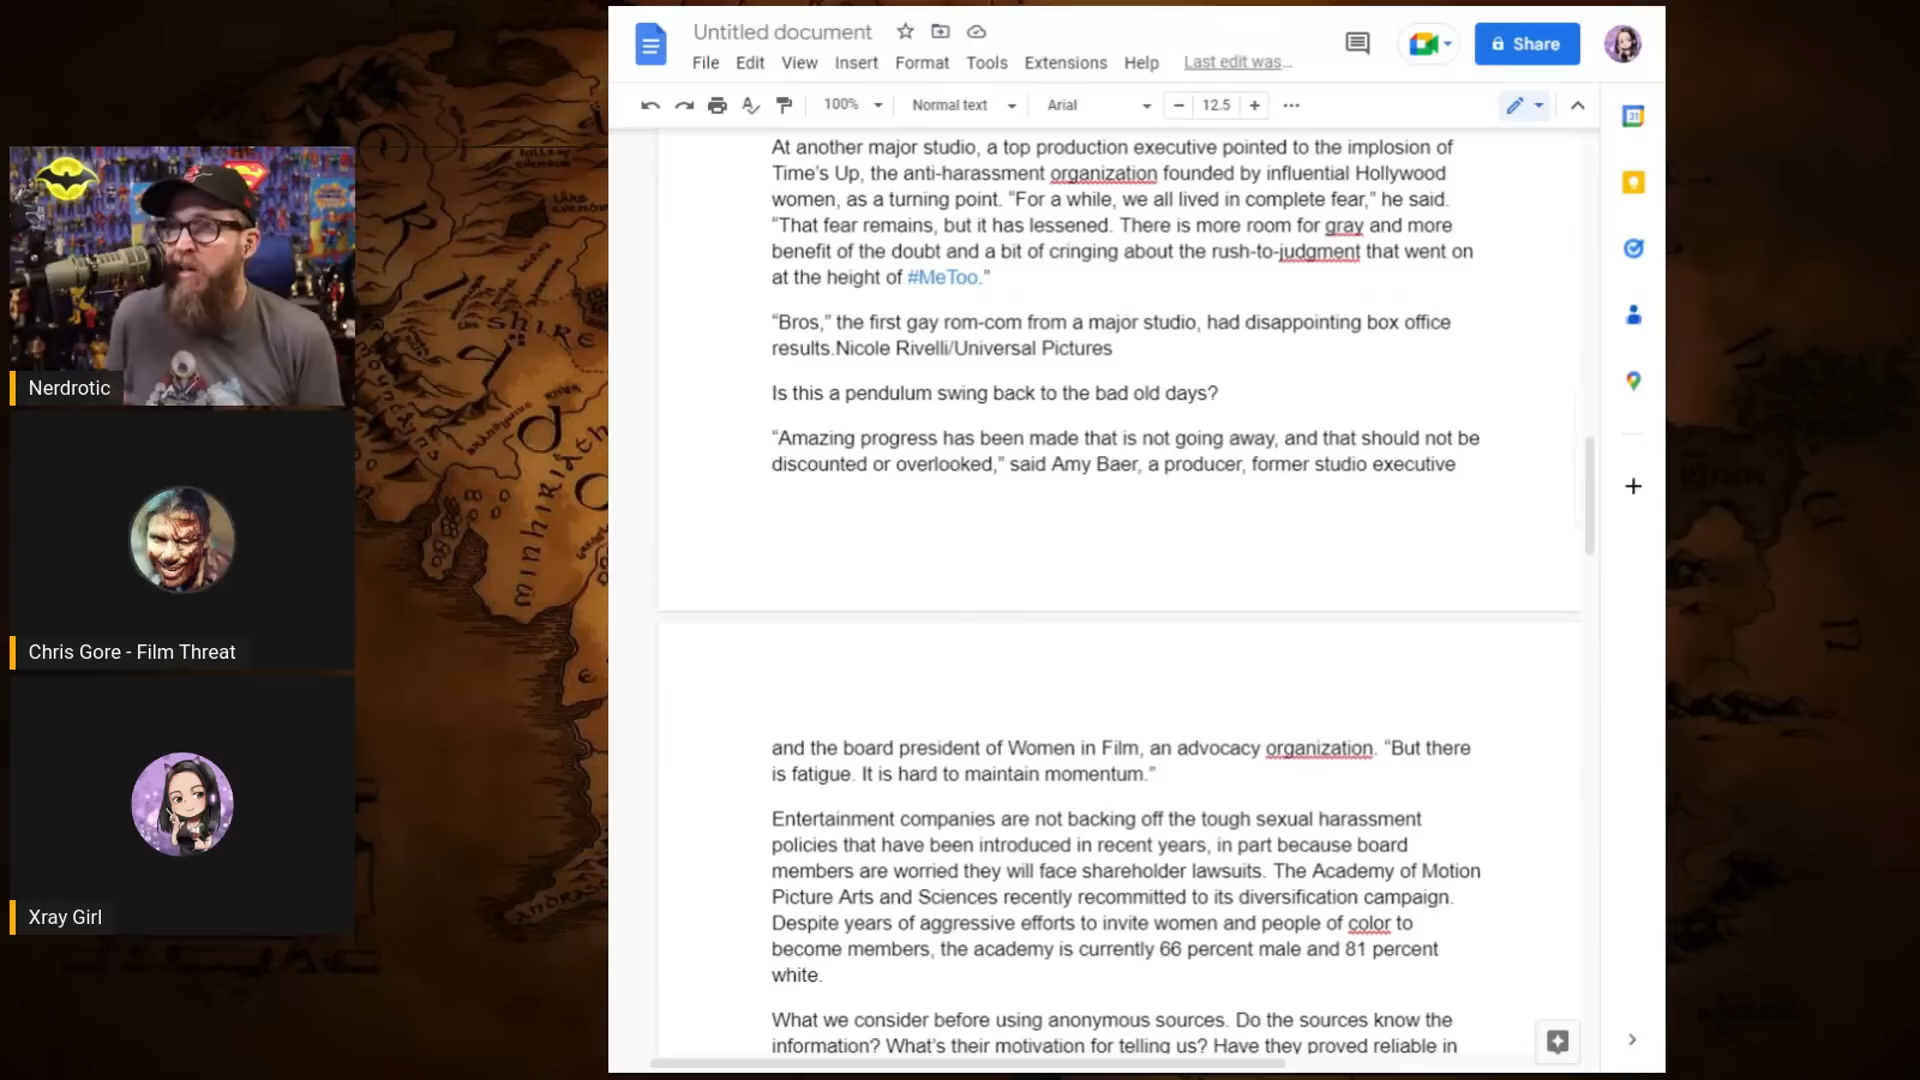 Untitled document
File Edit View Insert Format Tools Extensions Help Last edit was...
Share
100% Normal text Arial 12.5
At another major studio, a top production executive pointed to the implosion of
Time's Up, the anti-harassment organization founded by influential Hollywood
women, as a turning point. “For a while, we all lived in complete fear,” he said.
“That fear remains, but it has lessened. There is more room for gray and more
benefit of the doubt and a bit of cringing about the rush-to-judgment that went on
at the height of #MeToo.”
“Bros,” the first gay rom-com from a major studio, had disappointing box office
results.Nicole Rivelli/Universal Pictures
Is this a pendulum swing back to the bad old days?
“Amazing progress has been made that is not going away, and that should not be
discounted or overlooked,” said Amy Baer, a producer, former studio executive
and the board president of Women in Film, an advocacy organization. “But there
is fatigue. It is hard to maintain momentum.”
Entertainment companies are not backing off the tough sexual harassment
policies that have been introduced in recent years, in part because board
members are worried they will face shareholder lawsuits. The Academy of Motion
Picture Arts and Sciences recently recommitted to its diversification campaign.
Despite years of aggressive efforts to invite women and people of color to
become members, the academy is currently 66 percent male and 81 percent
white.
What we consider before using anonymous sources. Do the sources know the
information? What's their motivation for telling us? Have they proved reliable in
31
Nerdrotic
Chris Gore - Film Threat
Xray Girl
SHIRE
MINHIRIATH